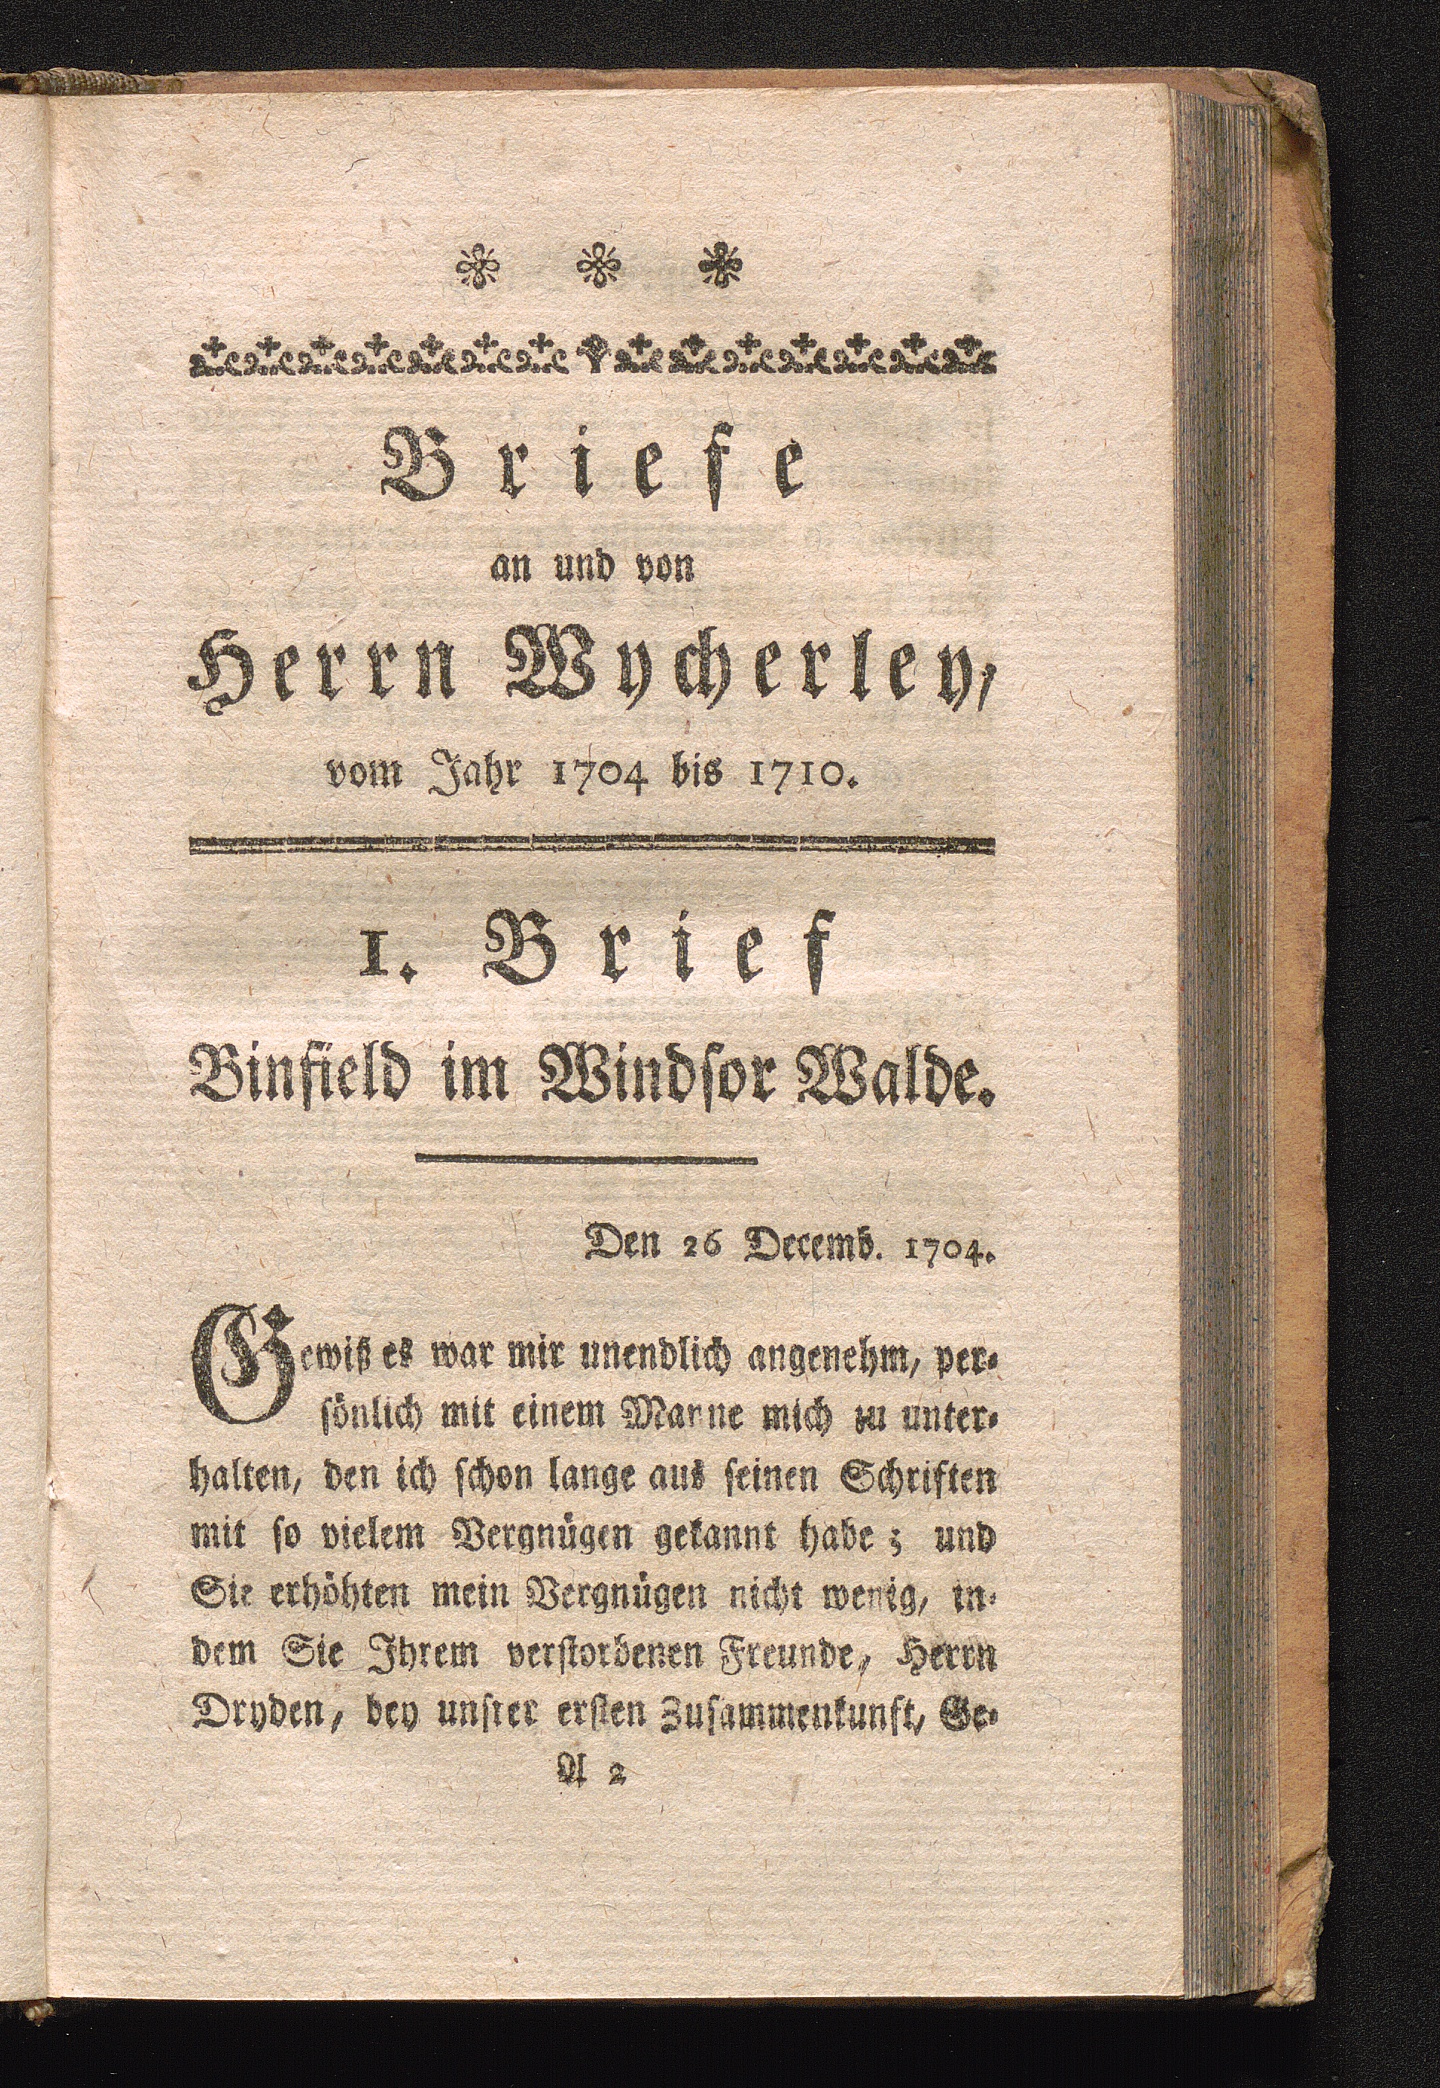 Briefe
an und von
Herrn Wycherley,
vom Jahr 1704 bis 1710.
1. Brief
Binfield im Windsor Walde.
Den 26 Decemb. 1704.
Gewiß es war mir unendlich angenehm, per-
sönlich mit einem Manne mich zu unter-
halten, den ich schon lange aus seinen Schriften
mit so vielem Vergnügen gekannt habe; und
Sie erhöhten mein Vergnügen nicht wenig, in-
dem Sie Ihrem verstorbenen Freunde, Herrn
Dryden, bey unsrer ersten Zusammenkunft, Ge-
A 2